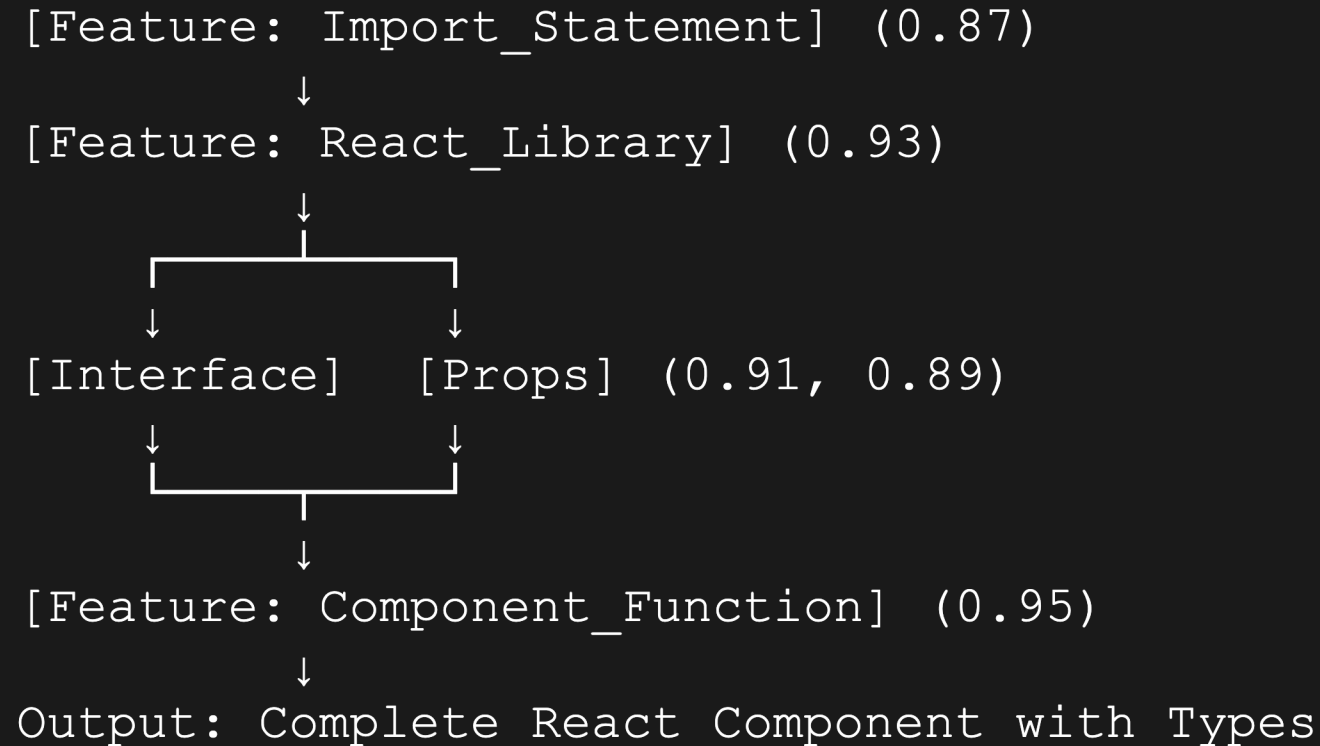 [Feature: Import_Statement] (0.87)
↓
[Feature: React_Library] (0.93)
↓
↓ ↓
[Interface] [Props] (0.91, 0.89)
↓ ↓
↓
[Feature: Component_Function] (0.95)
↓
Output: Complete React Component with Types